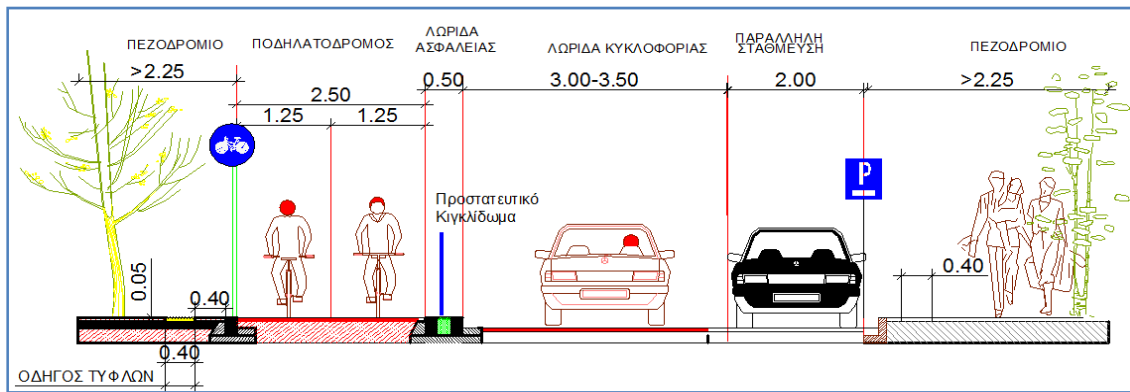 ΠΕΖΟΔΡΟΜΙΟ
ΠΟΔΗΛΑΤΟΔΡΟΜΟΣ
ΛΩΡΙΔΑ
ΑΣΦΑΛΕΙΑΣ
ΛΩΡΙΔΑ ΚΥΚΛΟΦΟΡΙΑΣ
ΠΑΡΑΛΛΗΛΗ
ΣΤΑΘΜΕΥΣΗ
ΠΕΖΟΔΡΟΜΙΟ
>2.25
0.50
3.00-3.50
2.00
>2.25
2.50
1.25
1.25
P
Προστατευτικό
Κιγκλίδωμα
0.05
0.40
0.40
0.40
ΟΔΗΓΟΣ ΤΥΦΛΩΝ